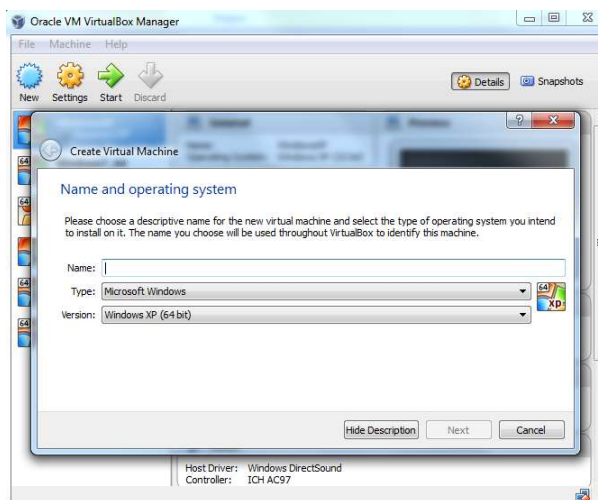 Oracle VM VirtualBox Manager
File Machine Help
New Settings Start Discard
Details Snapshots
Create Virtual Machine
Name and operating system
Please choose a descriptive name for the new virtual machine and select the type of operating system you intend
to install on it. The name you choose will be used throughout VirtualBox to identify this machine.
Name:
Type: Microsoft Windows
64
xp
Version: Windows XP (64 bit)
Hide Description Next Cancel
Host Driver: Windows DirectSound
Controller: ICH AC97